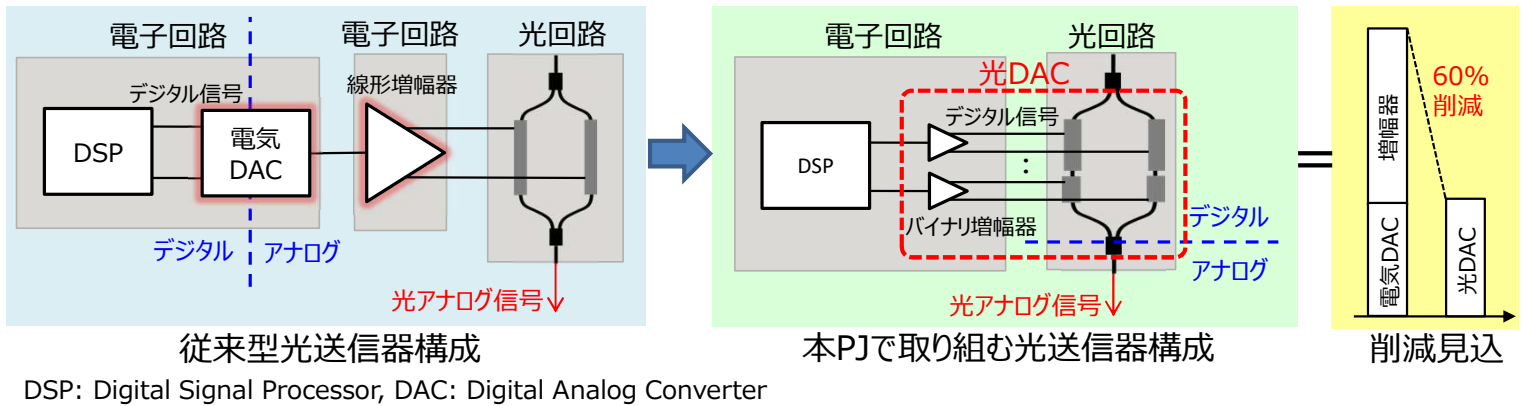 電子回路
電子回路
光回路
デジタル信号
線形増幅器
DSP
電気
DAC
デジタル
アナログ
光アナログ信号
従来型光送信器構成
電子回路
光回路
光DAC
デジタル信号
DSP
⋮
バイナリ増幅器
デジタル
アナログ
光アナログ信号
本PJで取り組む光送信器構成
=
60%
削減
増幅器
電気DAC
光DAC
削減見込
DSP: Digital Signal Processor, DAC: Digital Analog Converter